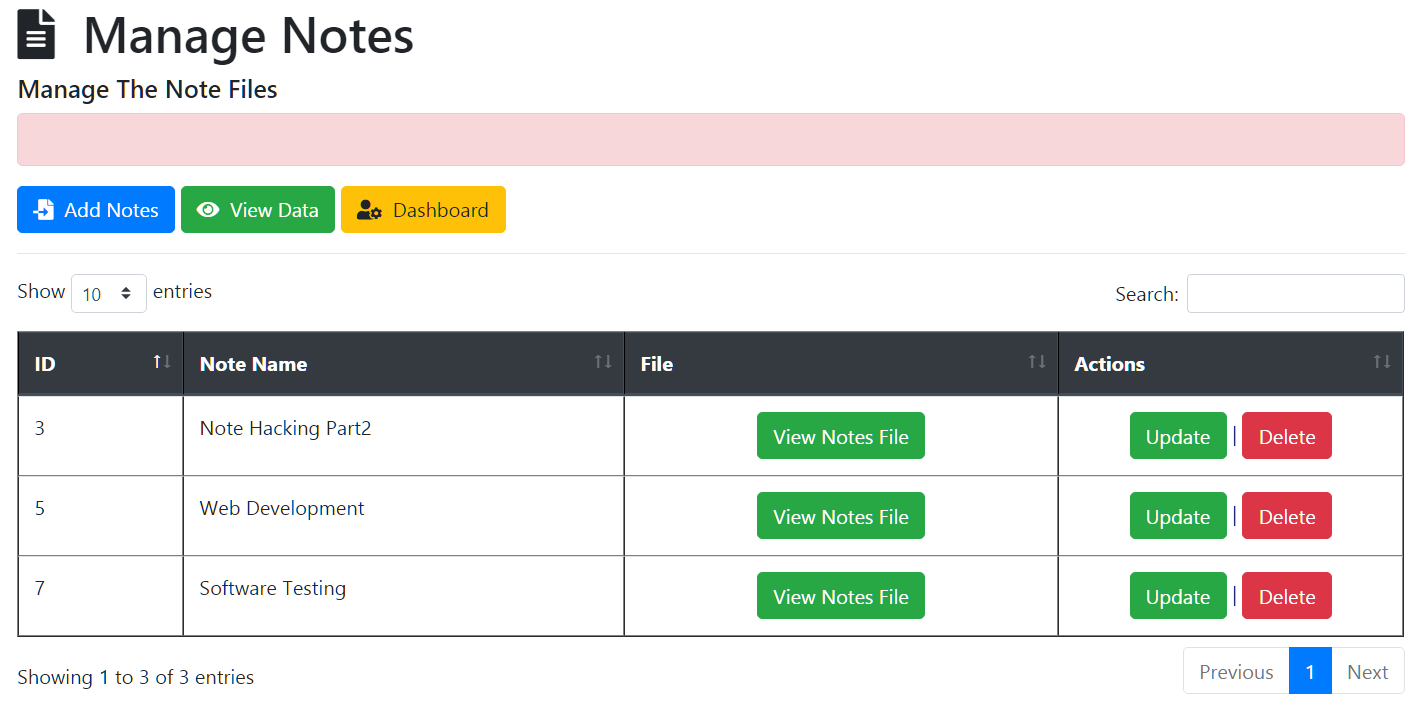 Manage Notes
Manage The Note Files
Add Notes View Data Dashboard
Show 10 entries Search:
ID Note Name File Actions
3 Note Hacking Part2 View Notes File Update | Delete
5 Web Development View Notes File Update | Delete
7 Software Testing View Notes File Update | Delete
Showing 1 to 3 of 3 entries Previous 1 Next